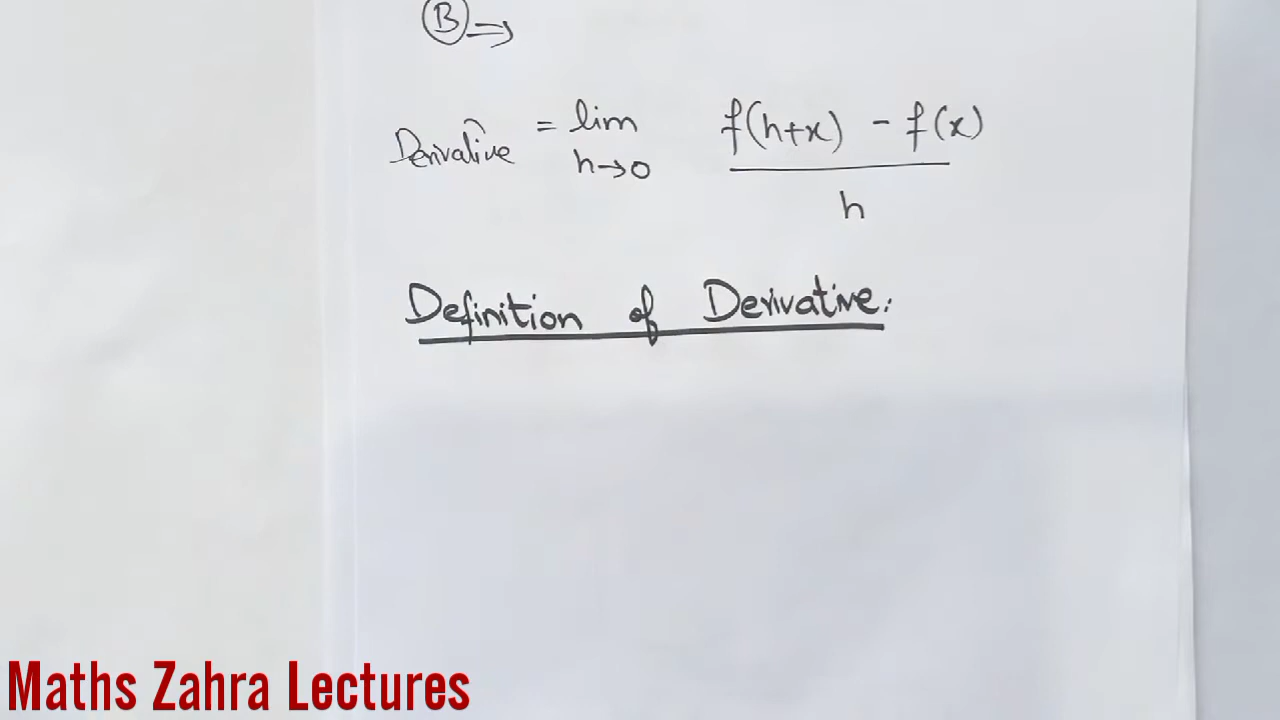 B ⇒
Derivative = lim f(h+x) - f(x)
h→0 h
Definition of Derivative:
Maths Zahra Lectures